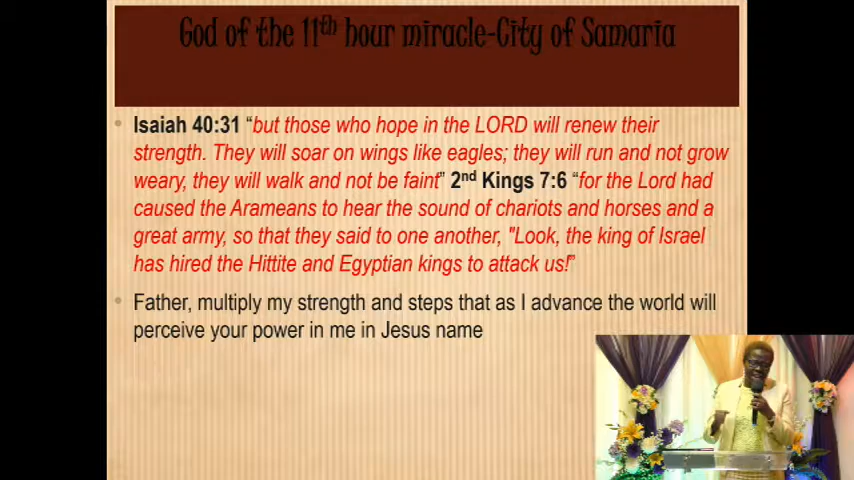 God of the 11th hour miracle-City of Samaria
• Isaiah 40:31 “but those who hope in the LORD will renew their
strength. They will soar on wings like eagles; they will run and not grow
weary, they will walk and not be faint” 2nd Kings 7:6 “for the Lord had
caused the Arameans to hear the sound of chariots and horses and a
great army, so that they said to one another, "Look, the king of Israel
has hired the Hittite and Egyptian kings to attack us!”
• Father, multiply my strength and steps that as I advance the world will
perceive your power in me in Jesus name